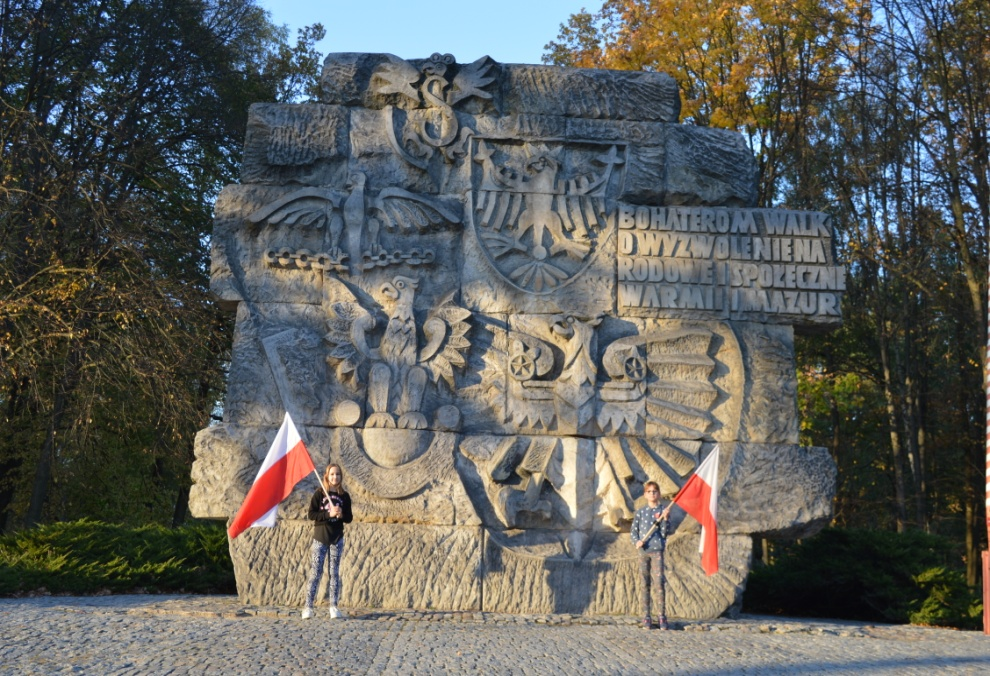 BOHATEROM WALK
O WYZWOLENIE NA
RODOWE I SPOŁECZNE
WARMII I MAZUR